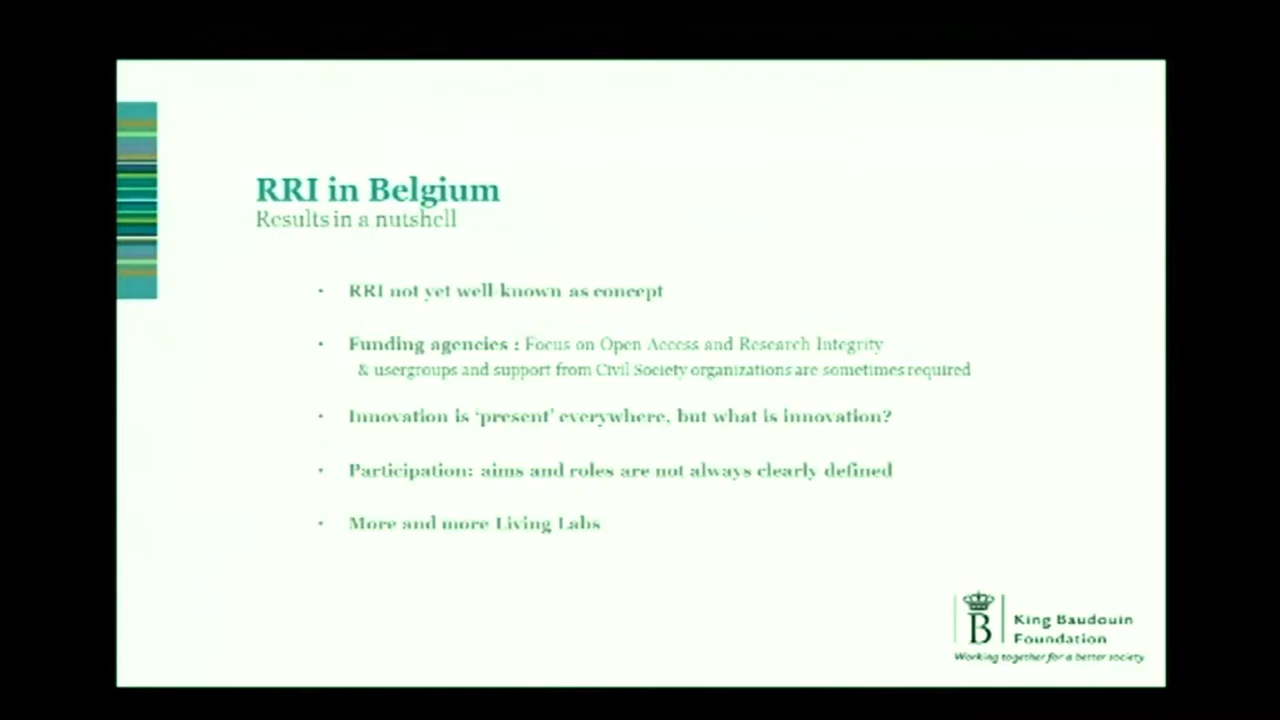 RRI in Belgium
Results in a nutshell
• RRI not yet well known as concept
• Funding agencies : Focus on Open Access and Research Integrity
& usergroups and support from Civil Society organizations are sometimes required
• Innovation is ‘present’ everywhere, but what is innovation?
• Participation: aims and roles are not always clearly defined
• More and more Living Labs
B
King Baudouin
Foundation
Working together for a better society